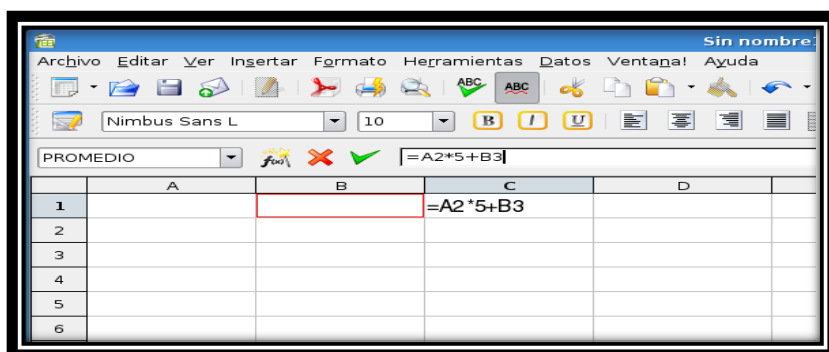 Sin nombre1
Archivo Editar Ver Insertar Formato Herramientas Datos Ventana! Ayuda
ABC ABC
Nimbus Sans L 10 B I U
PROMEDIO f(x) =A2*5+B3
A B C D
1 =A2*5+B3
2
3
4
5
6